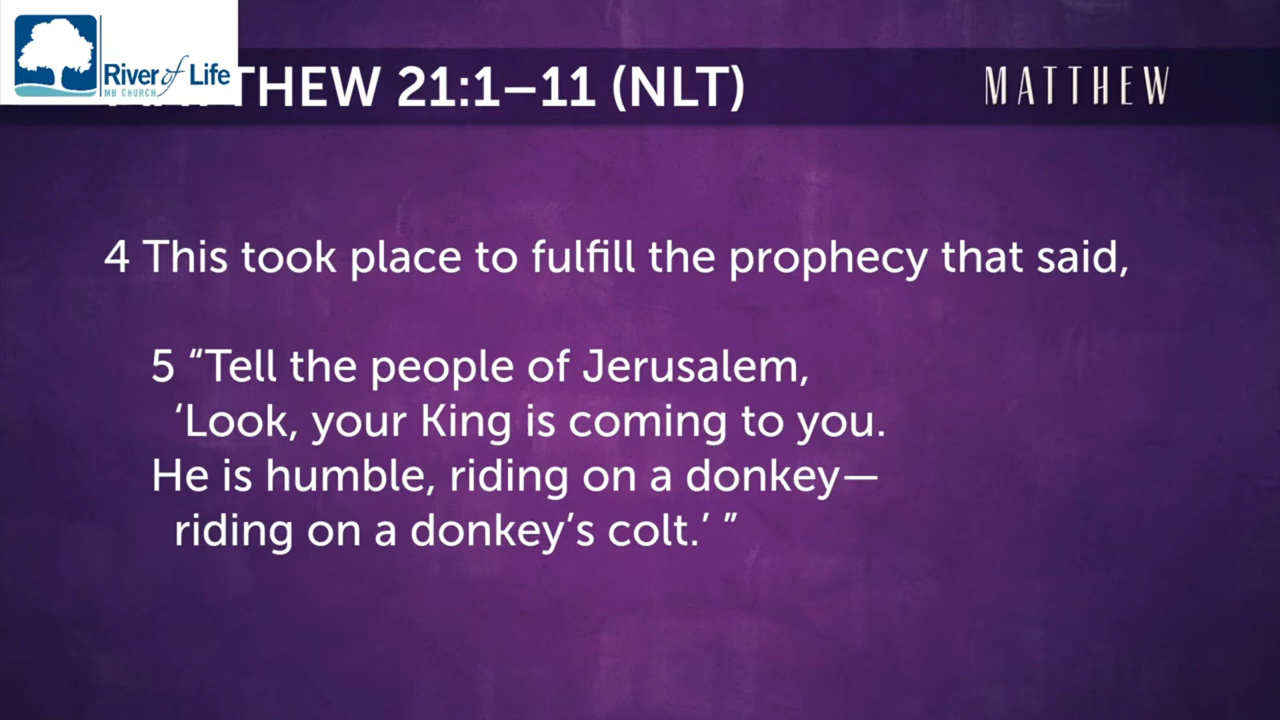 River of Life
MB CHURCH
THEW 21:1–11 (NLT)
MATTHEW
4 This took place to fulfill the prophecy that said,
5 “Tell the people of Jerusalem,
‘Look, your King is coming to you.
He is humble, riding on a donkey—
riding on a donkey’s colt.’ ”